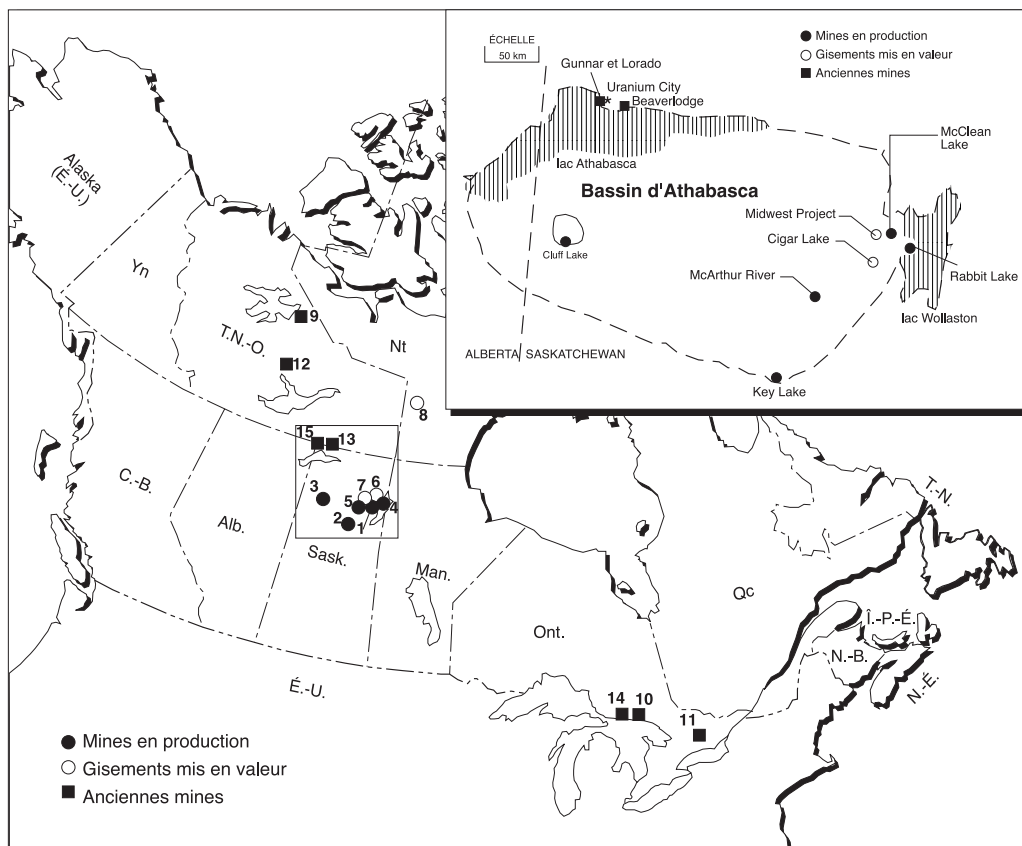 ÉCHELLE
50 km
Mines en production
Gisements mis en valeur
Anciennes mines
Gunnar et Lorado
Uranium City
*
Beaverlodge
lac Athabasca
McClean
Lake
Bassin d'Athabasca
Midwest Project
Cigar Lake
Cluff Lake
McArthur River
Rabbit Lake
lac Wollaston
ALBERTA SASKATCHEWAN
Key Lake
Alaska
(É.-U.)
Yn
T.N.-O.
Nt
9
12
8
15 13
C.-B.
Alb.
Sask.
Man.
3
7 6
5 4
2 1
Ont.
Qc
T.-N.
Î.-P.-É.
N.-B.
N.-É.
É.-U.
14 10
11
Mines en production
Gisements mis en valeur
Anciennes mines